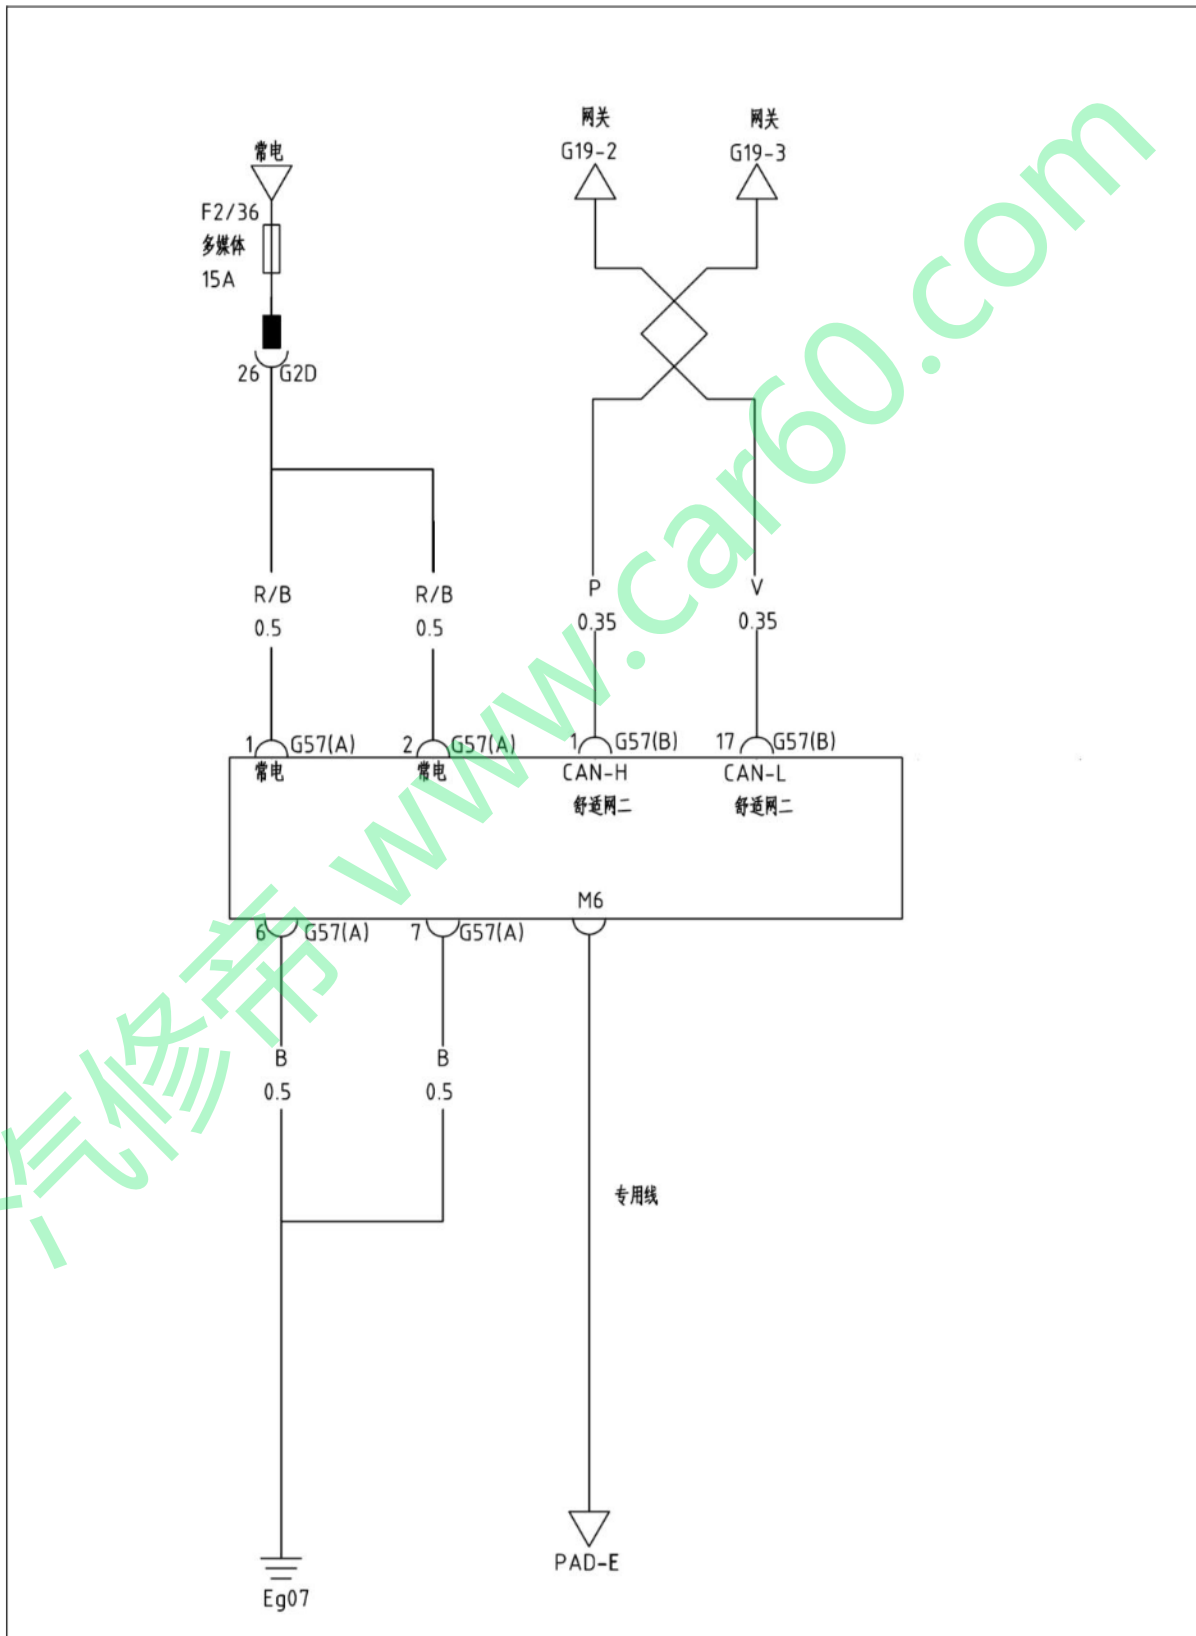 网关
网关
常电
G19-2
G19-3
F2/36
多媒体
15A
26
G2D
R/B
0.5
R/B
0.5
P
0.35
V
0.35
1
G57(A)
2
G57(A)
1
G57(B)
17
G57(B)
常电
常电
CAN-H
舒适网二
CAN-L
舒适网二
M6
6
G57(A)
7
G57(A)
B
0.5
B
0.5
专用线
PAD-E
Eg07
汽修帝 www.car60.com